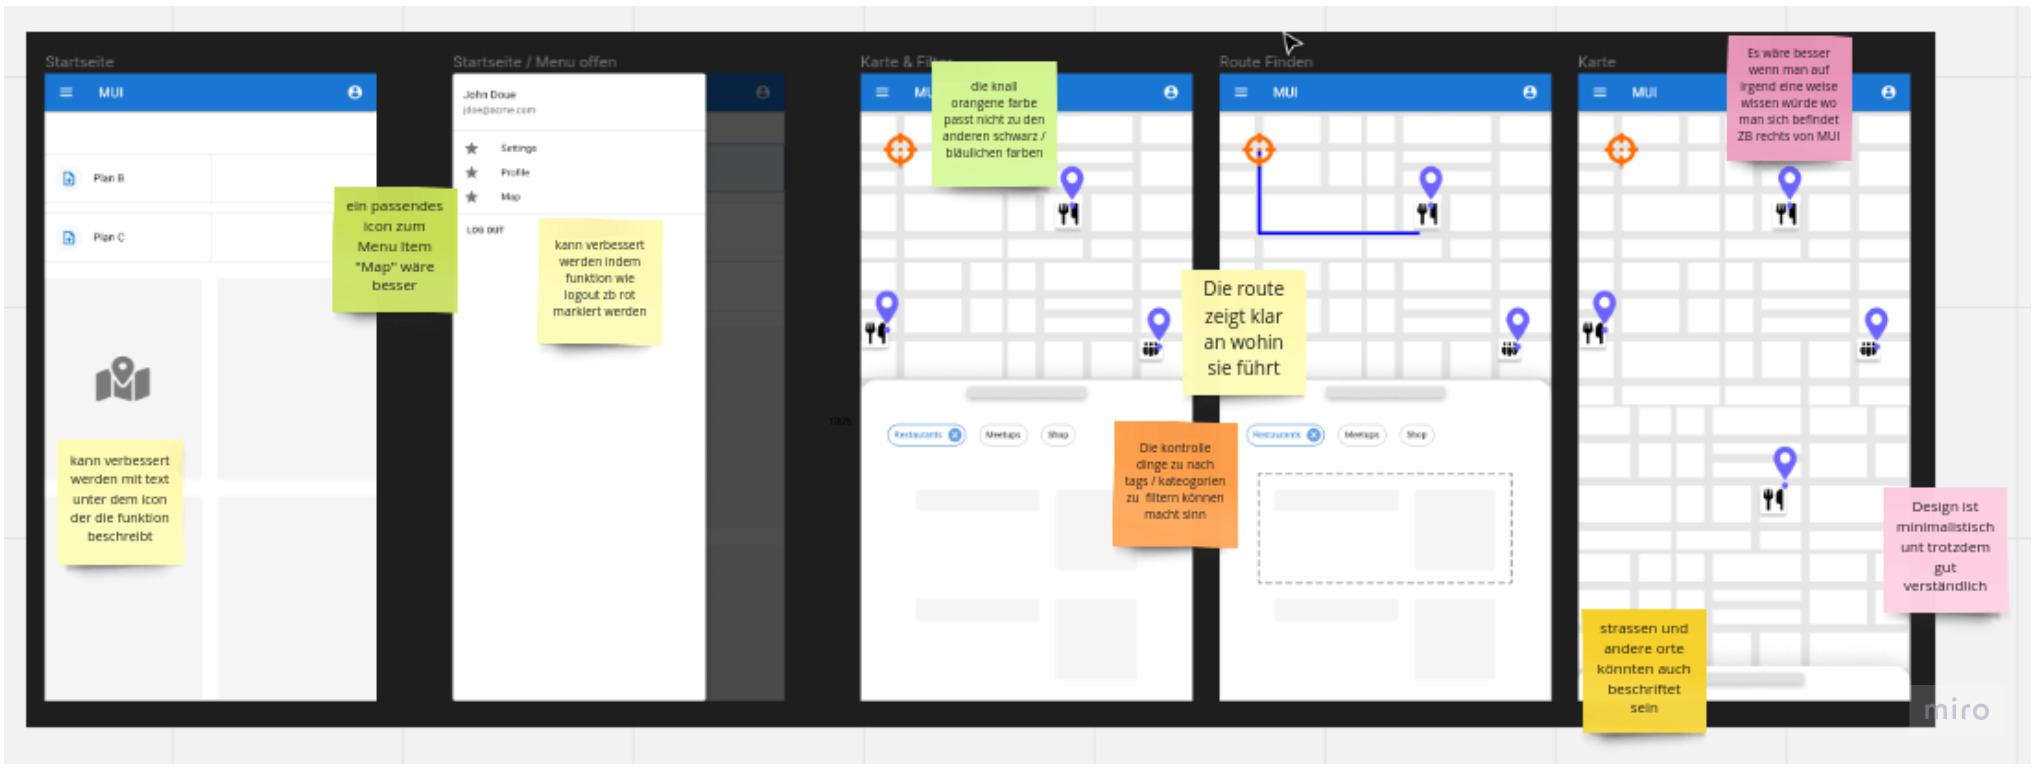 Startseite
MUI
Plan B
Plan C
kann verbessert
werden mit text
unter dem icon
der die funktion
beschreibt
ein passendes
icon zum
Menu item
"Map" wäre
besser
Startseite / Menu offen
John Doue
jdoe@acme.com
Settings
Profile
Map
LOG OUT
kann verbessert
werden indem
funktion wie
logout zb rot
markiert werden
100%
Karte & Filter
MUI
die knall
orangene farbe
passt nicht zu den
anderen schwarz /
bläulichen farben
Restaurants
Meetups
Shop
Die kontrolle
dinge zu nach
tags / kateogorien
zu filtern können
macht sinn
Route Finden
MUI
Die route
zeigt klar
an wohin
sie führt
Restaurants
Meetups
Shop
Karte
MUI
Es wäre besser
wenn man auf
irgend eine weise
wissen würde wo
man sich befindet
ZB rechts von MUI
Design ist
minimalistisch
unt trotzdem
gut
verständlich
strassen und
andere orte
könnten auch
beschriftet
sein
miro